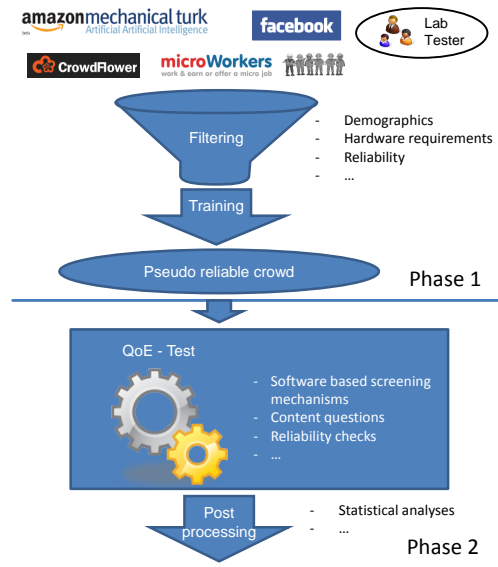 amazonmechanical turk
beta
Artificial Artificial Intelligence
facebook
Lab
Tester
CrowdFlower
microWorkers
work & earn or offer a micro job
Filtering
- Demographics
- Hardware requirements
- Reliability
- ...
Training
Pseudo reliable crowd
Phase 1
QoE - Test
- Software based screening
mechanisms
- Content questions
- Reliability checks
- ...
Post
processing
- Statistical analyses
- ...
Phase 2